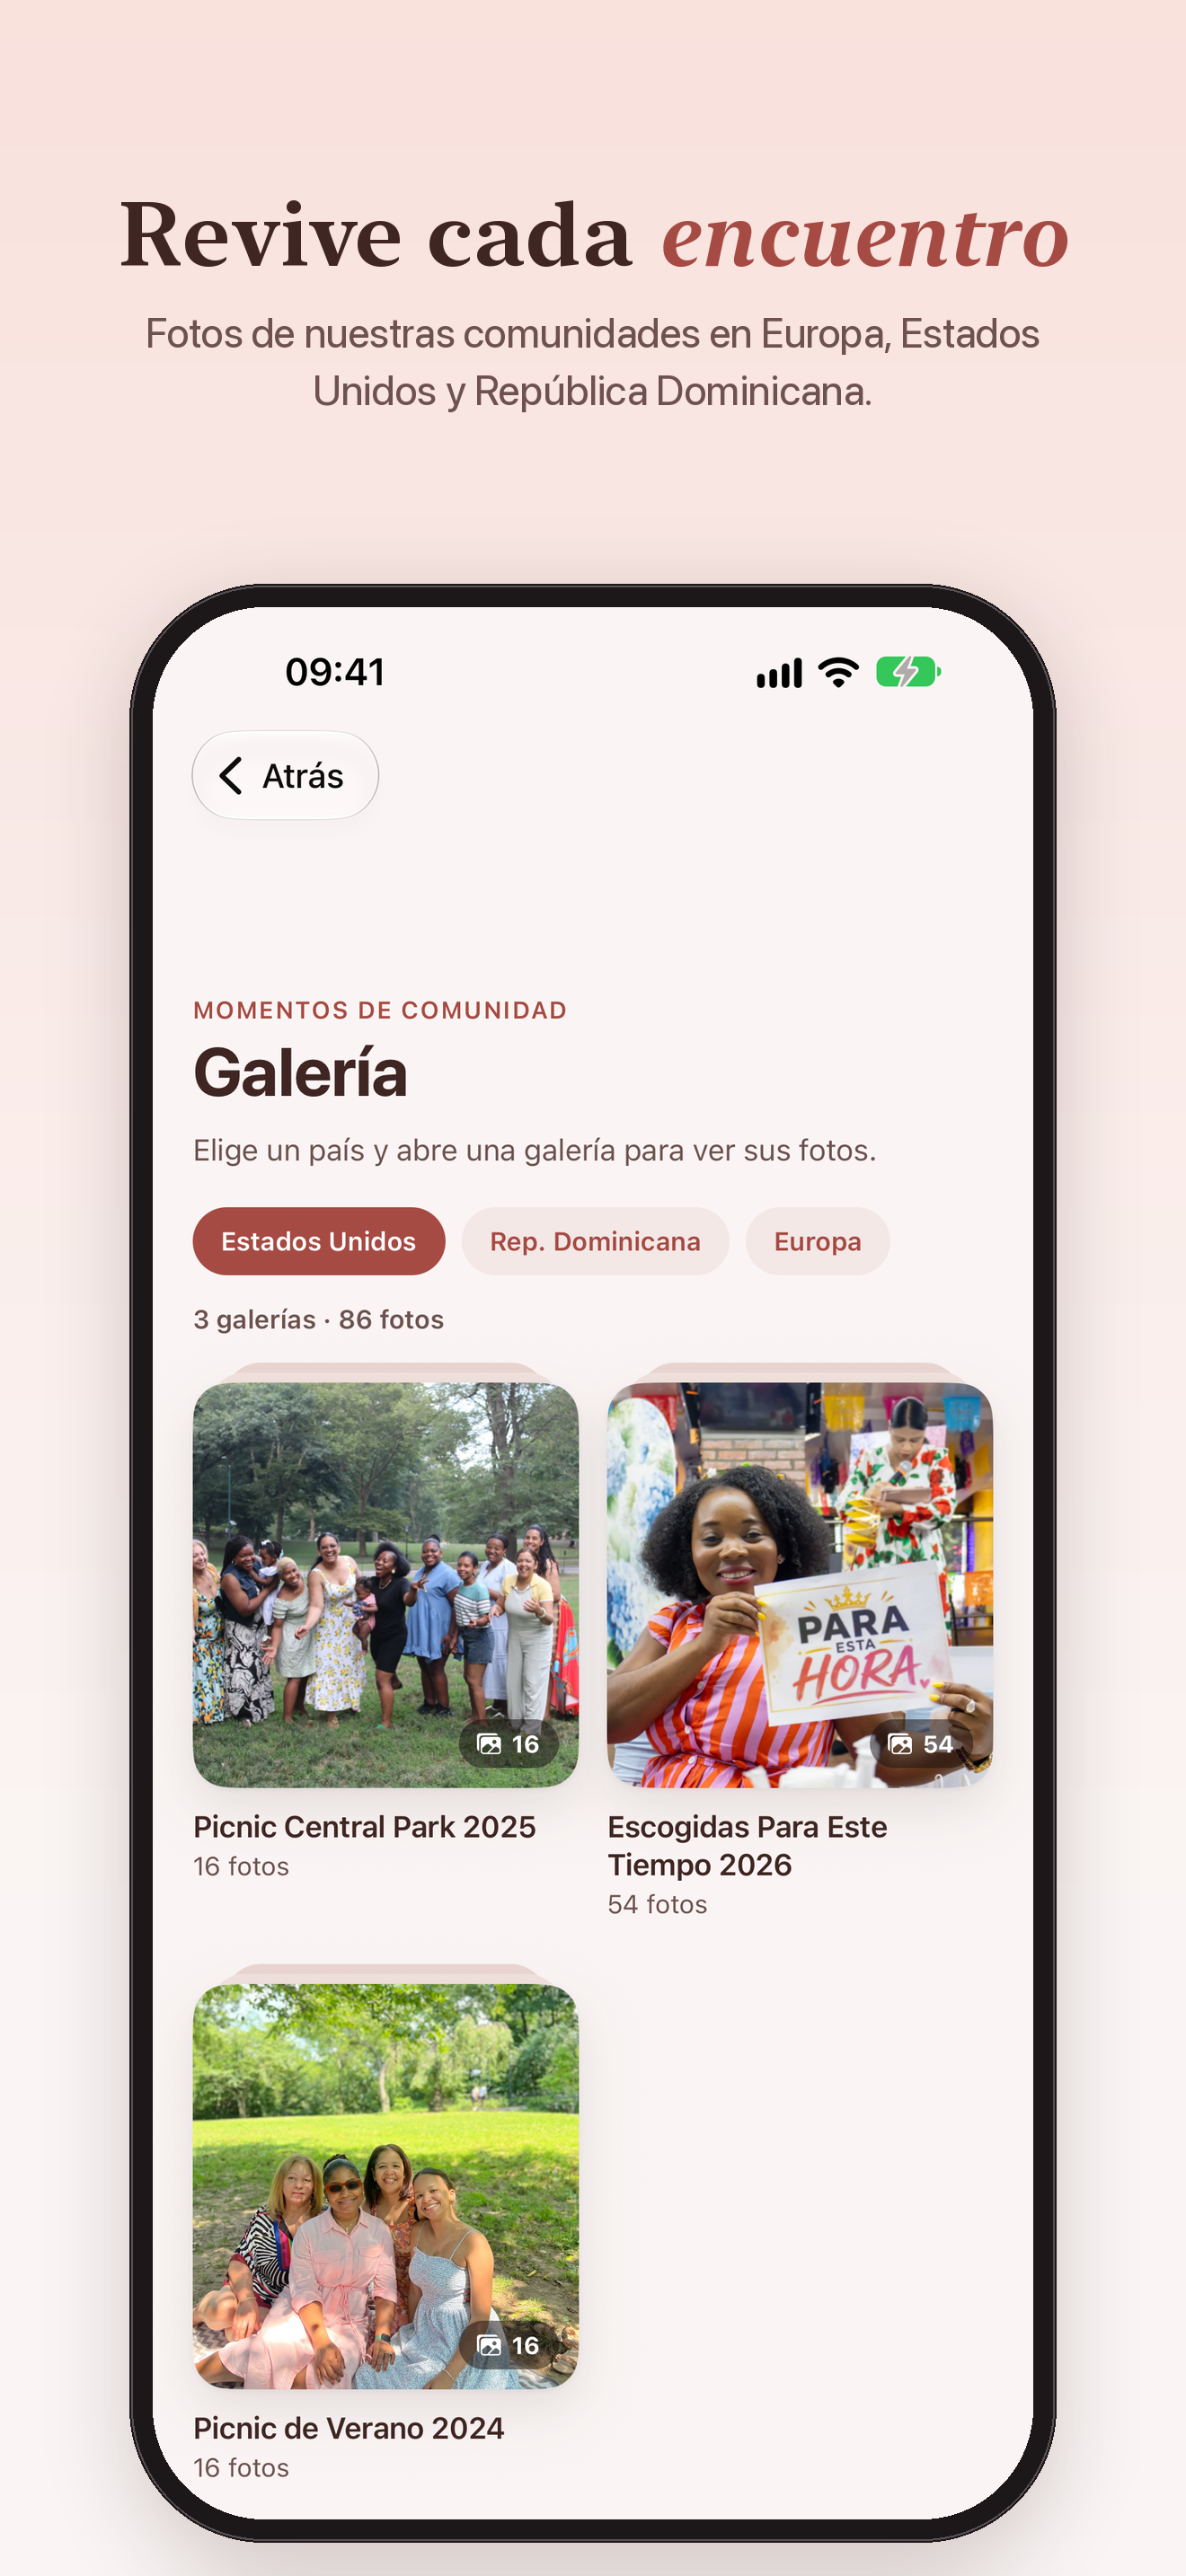 Revive cada encuentro
Fotos de nuestras comunidades en Europa, Estados
Unidos y República Dominicana.
09:41
Atrás
MOMENTOS DE COMUNIDAD
Galería
Elige un país y abre una galería para ver sus fotos.
Estados Unidos Rep. Dominicana Europa
3 galerías · 86 fotos
PARA
ESTA
HORA
16
54
Picnic Central Park 2025
16 fotos
Escogidas Para Este
Tiempo 2026
54 fotos
16
Picnic de Verano 2024
16 fotos